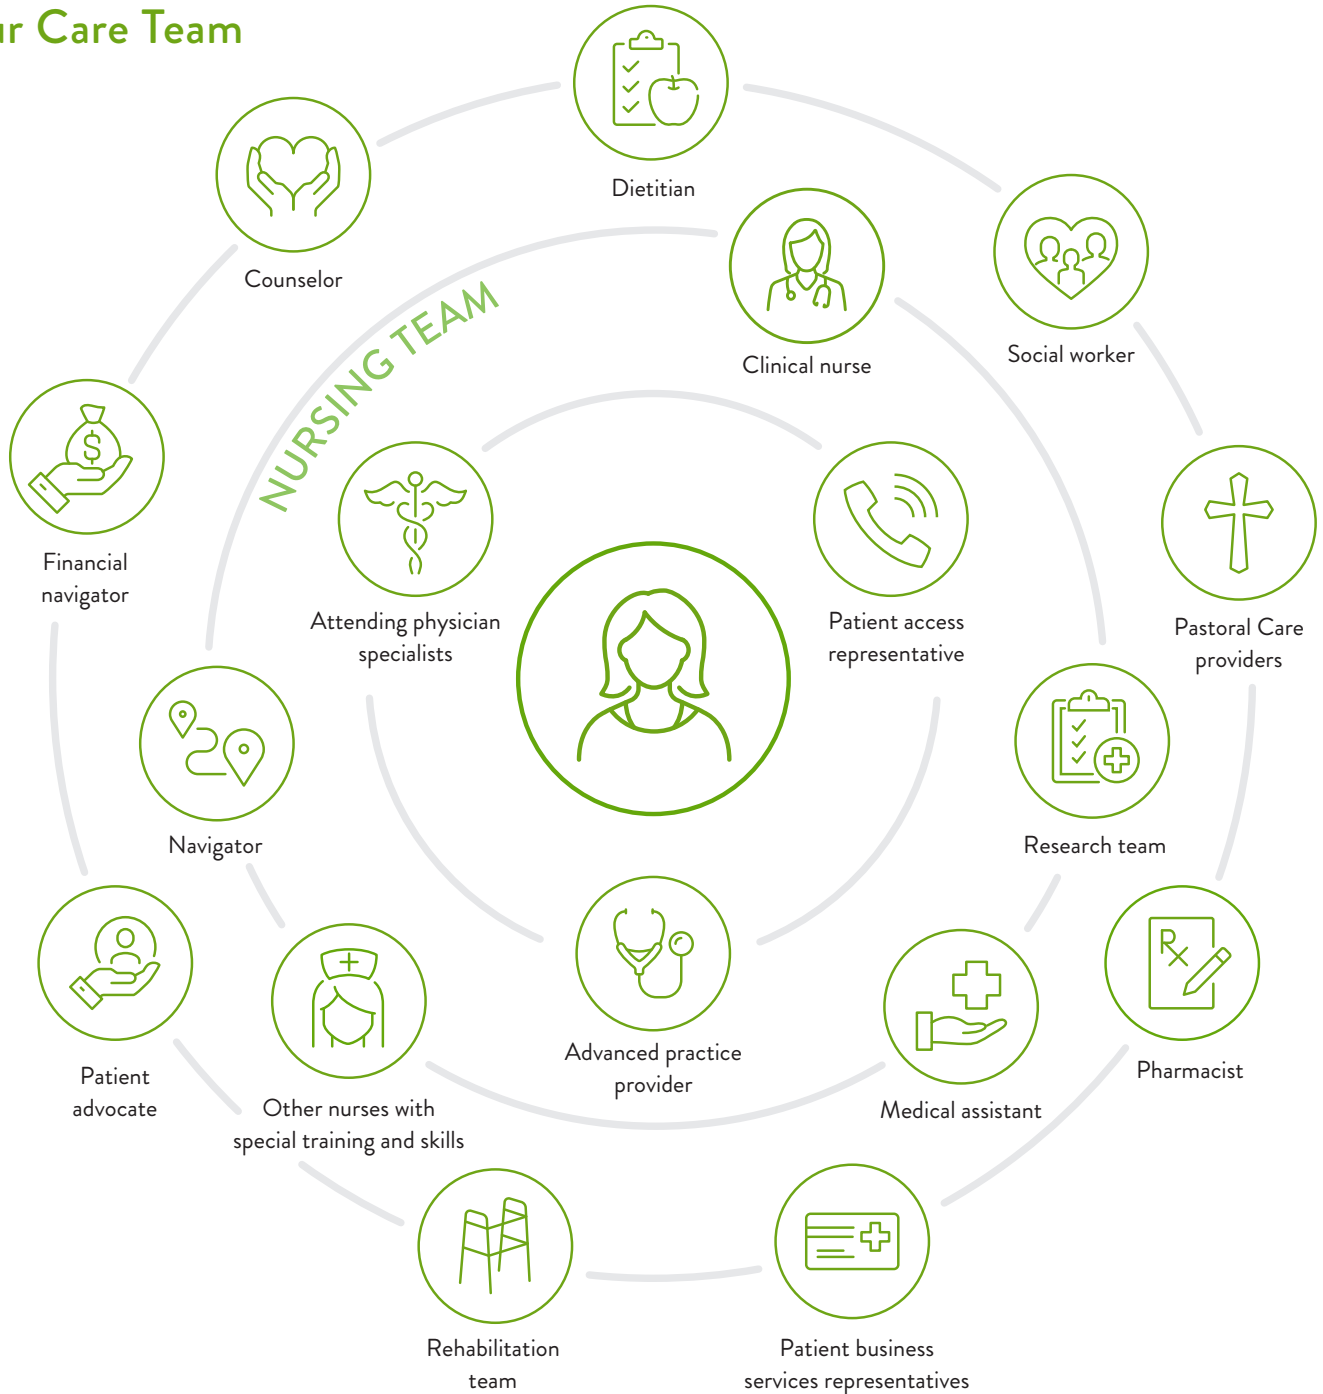 ur Care Team
Dietitian
Counselor
Social worker
NURSING TEAM
Clinical nurse
Financial
navigator
Attending physician
specialists
Patient access
representative
Pastoral Care
providers
Navigator
Research team
Patient
advocate
Other nurses with
special training and skills
Advanced practice
provider
Medical assistant
Pharmacist
Rehabilitation
team
Patient business
services representatives
$
Rx